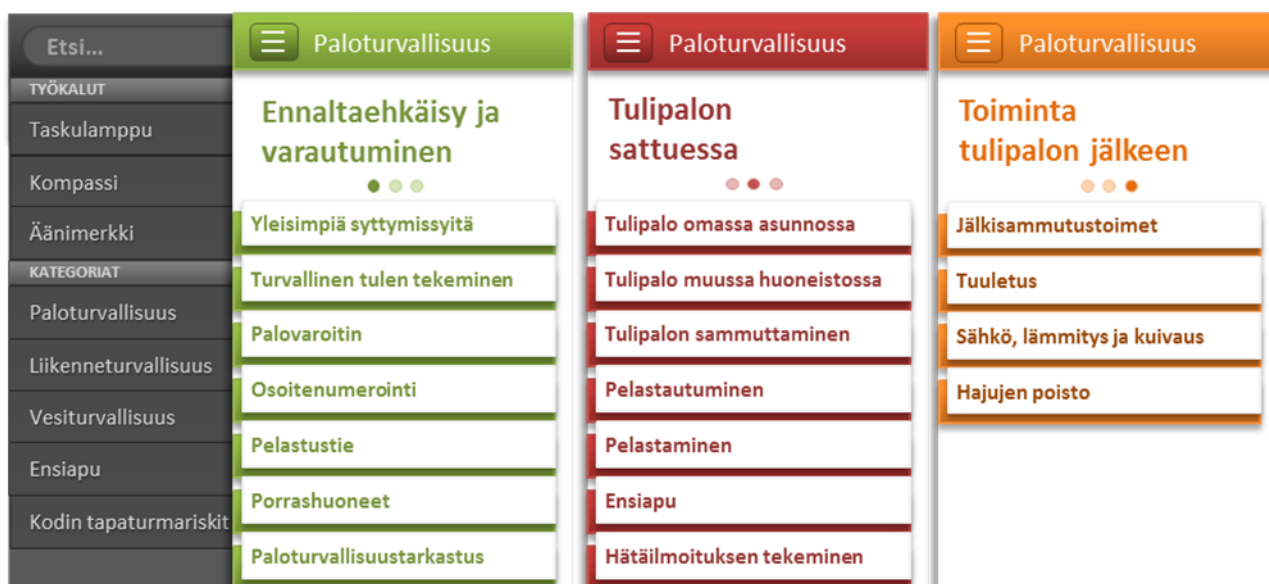 Etsi...
TYÖKALUT
Taskulamppu
Kompassi
Äänimerkki
KATEGORIAT
Paloturvallisuus
Liikenneturvallisuus
Vesiturvallisuus
Ensiapu
Kodin tapaturmariskit
Paloturvallisuus
Ennaltaehkäisy ja
varautuminen
Yleisimpiä syttymissyitä
Turvallinen tulen tekeminen
Palovaroitin
Osoitenumerointi
Pelastustie
Porrashuoneet
Paloturvallisuustarkastus
Paloturvallisuus
Tulipalon
sattuessa
Tulipalo omassa asunnossa
Tulipalo muussa huoneistossa
Tulipalon sammuttaminen
Pelastautuminen
Pelastaminen
Ensiapu
Hätäilmoituksen tekeminen
Paloturvallisuus
Toiminta
tulipalon jälkeen
Jälkisammutustoimet
Tuuletus
Sähkö, lämmitys ja kuivaus
Hajujen poisto